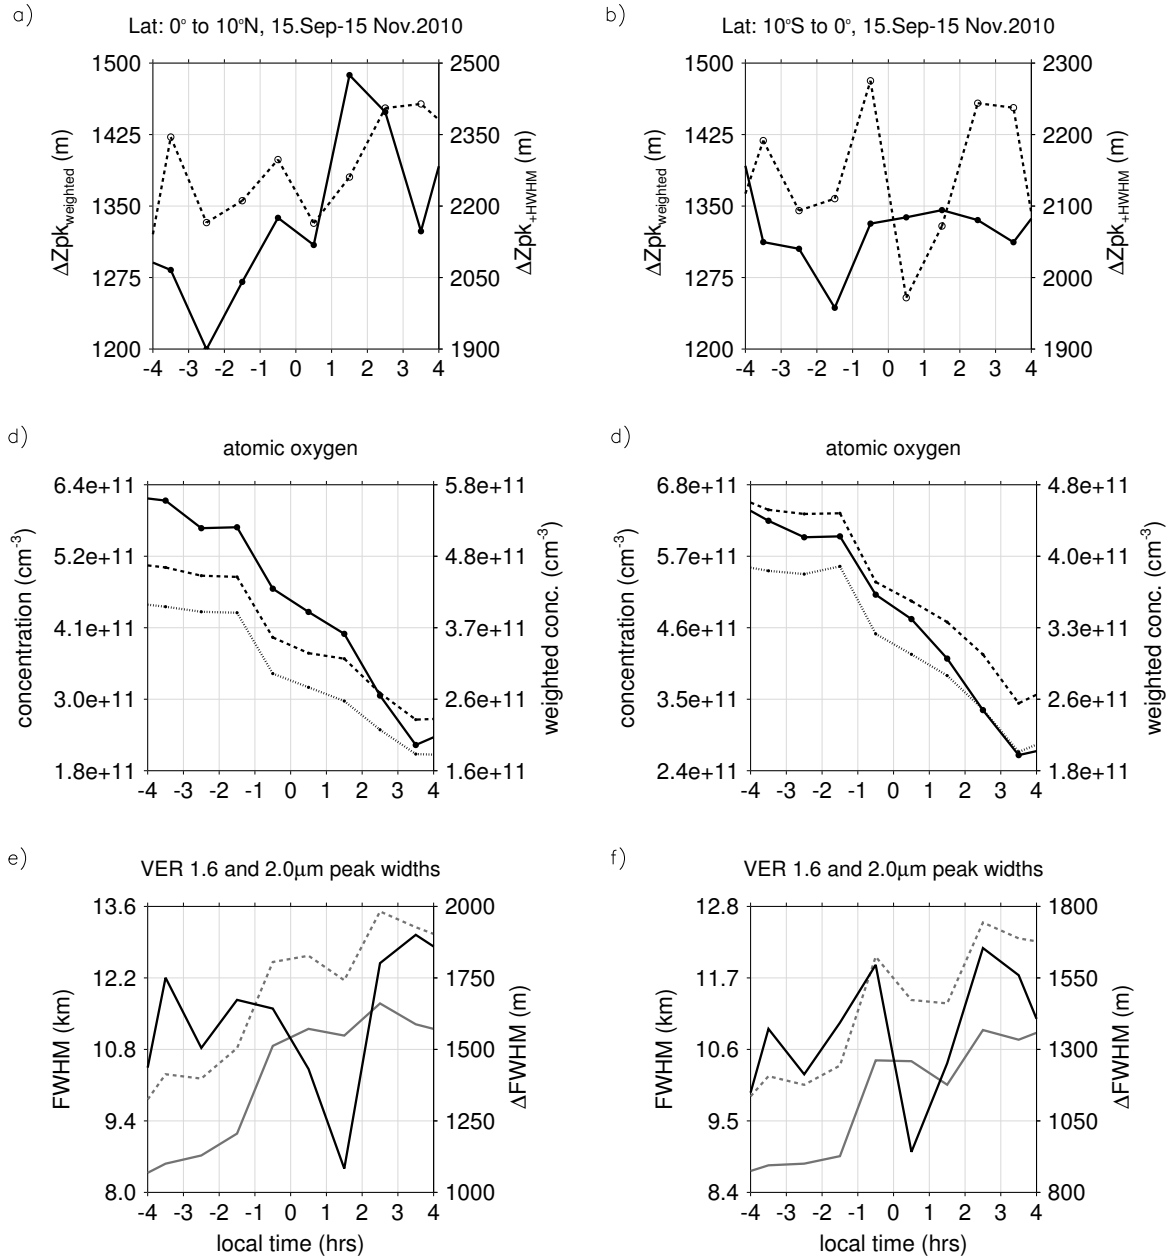 a)
Lat: 0° to 10°N, 15.Sep-15 Nov.2010
1500
1425
1350
1275
1200
ΔZpk weighted (m)
2500
2350
2200
2050
1900
ΔZpk +HWHM (m)
-4 -3 -2 -1 0 1 2 3 4
b)
Lat: 10°S to 0°, 15.Sep-15 Nov.2010
1500
1425
1350
1275
1200
ΔZpk weighted (m)
2300
2200
2100
2000
1900
ΔZpk +HWHM (m)
-4 -3 -2 -1 0 1 2 3 4
d)
atomic oxygen
6.4e+11
5.2e+11
4.1e+11
3.0e+11
1.8e+11
concentration (cm-3)
5.8e+11
4.8e+11
3.7e+11
2.6e+11
1.6e+11
weighted conc. (cm-3)
-4 -3 -2 -1 0 1 2 3 4
d)
atomic oxygen
6.8e+11
5.7e+11
4.6e+11
3.5e+11
2.4e+11
concentration (cm-3)
4.8e+11
4.0e+11
3.3e+11
2.6e+11
1.8e+11
weighted conc. (cm-3)
-4 -3 -2 -1 0 1 2 3 4
e)
VER 1.6 and 2.0μm peak widths
13.6
12.2
10.8
9.4
8.0
FWHM (km)
2000
1750
1500
1250
1000
ΔFWHM (m)
-4 -3 -2 -1 0 1 2 3 4
local time (hrs)
f)
VER 1.6 and 2.0μm peak widths
12.8
11.7
10.6
9.5
8.4
FWHM (km)
1800
1550
1300
1050
800
ΔFWHM (m)
-4 -3 -2 -1 0 1 2 3 4
local time (hrs)